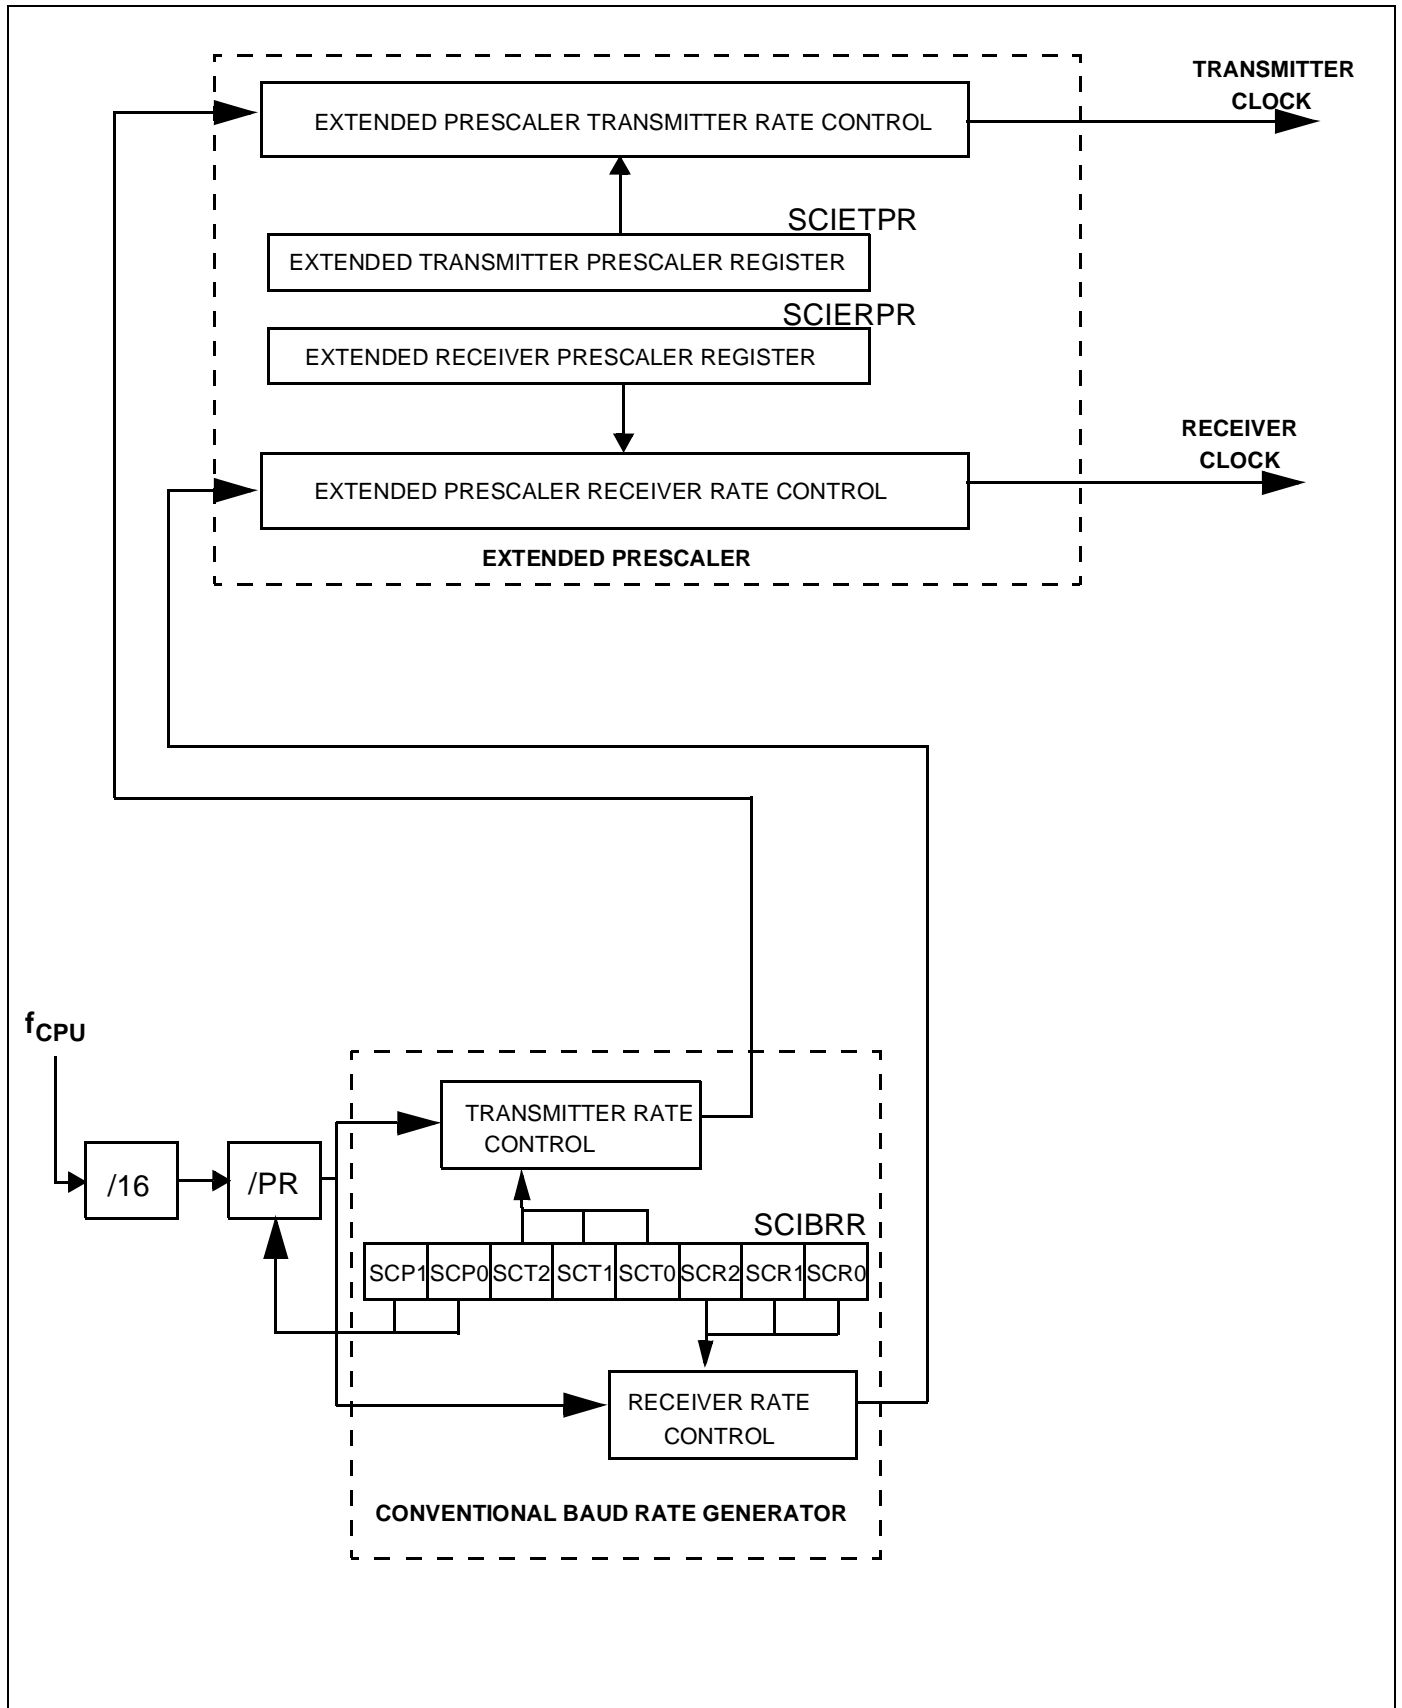 TRANSMITTER
CLOCK
EXTENDED PRESCALER TRANSMITTER RATE CONTROL
SCIETPR
EXTENDED TRANSMITTER PRESCALER REGISTER
SCIERPR
EXTENDED RECEIVER PRESCALER REGISTER
RECEIVER
CLOCK
EXTENDED PRESCALER RECEIVER RATE CONTROL
EXTENDED PRESCALER
fCPU
TRANSMITTER RATE
CONTROL
/16
/PR
SCIBRR
SCP1 SCP0 SCT2 SCT1 SCT0 SCR2 SCR1 SCR0
RECEIVER RATE
CONTROL
CONVENTIONAL BAUD RATE GENERATOR